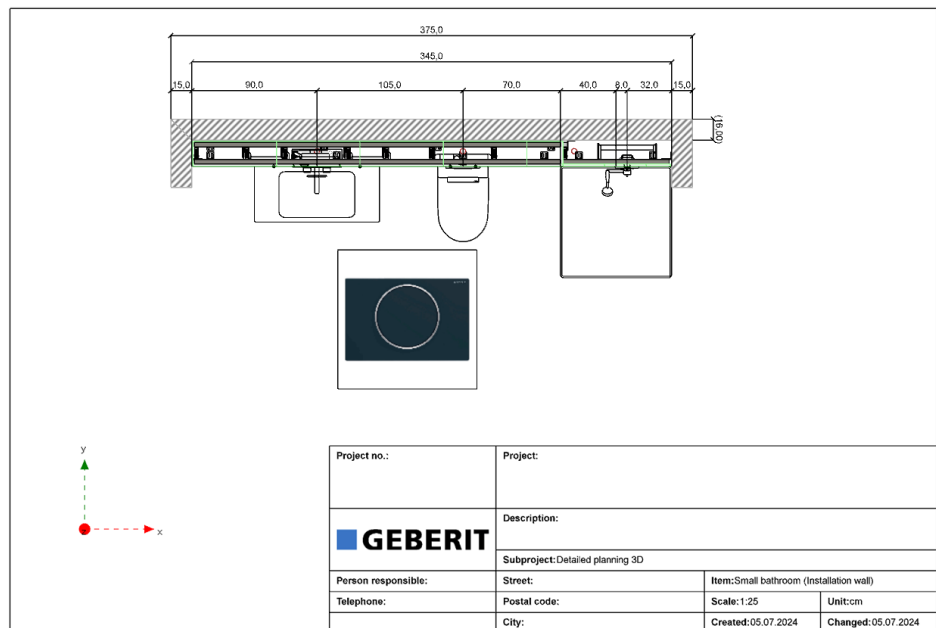 375,0
345,0
15,0 90,0 105,0 70,0 40,0 8,0 32,0 15,0
(16,00)
y
x
Project no.: Project:
GEBERIT
Description:
Subproject:Detailed planning 3D
Person responsible: Street: Item:Small bathroom (Installation wall)
Telephone: Postal code: Scale:1:25 Unit:cm
City: Created:05.07.2024 Changed:05.07.2024